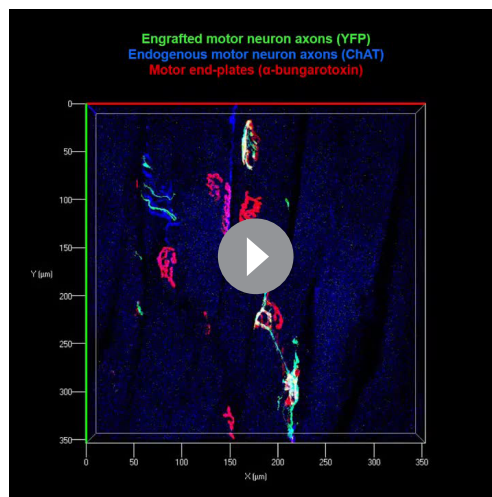 Engrafted motor neuron axons (YFP)
Endogenous motor neuron axons (ChAT)
Motor end-plates (α-bungarotoxin)
0
50
100
150
Y (µm)
200
250
300
350
0 50 100 150 200 250 300 350
X (µm)